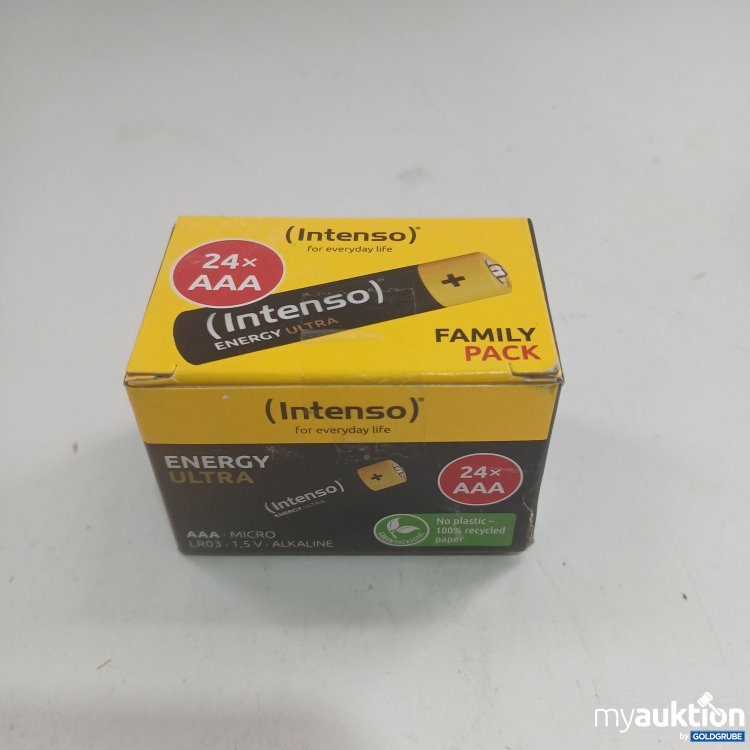 (Intenso)®
for everyday life
24x
AAA
(Intenso)™
ENERGY ULTRA
+
FAMILY
PACK
(Intenso)®
for everyday life
ENERGY
ULTRA
24x
AAA
+
(Intenso)
ENERGY ULTRA
AAA · MICRO
LR03 · 1,5 V · ALKALINE
No plastic –
100% recycled
paper
myauktion
by GOLDGRUBE